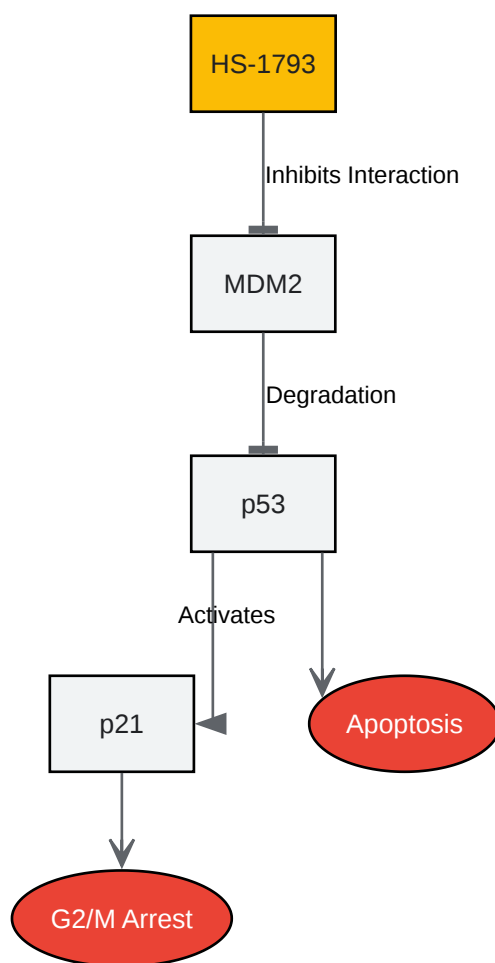 HS-1793
Inhibits Interaction
MDM2
Degradation
p53
Activates
p21
Apoptosis
G2/M Arrest